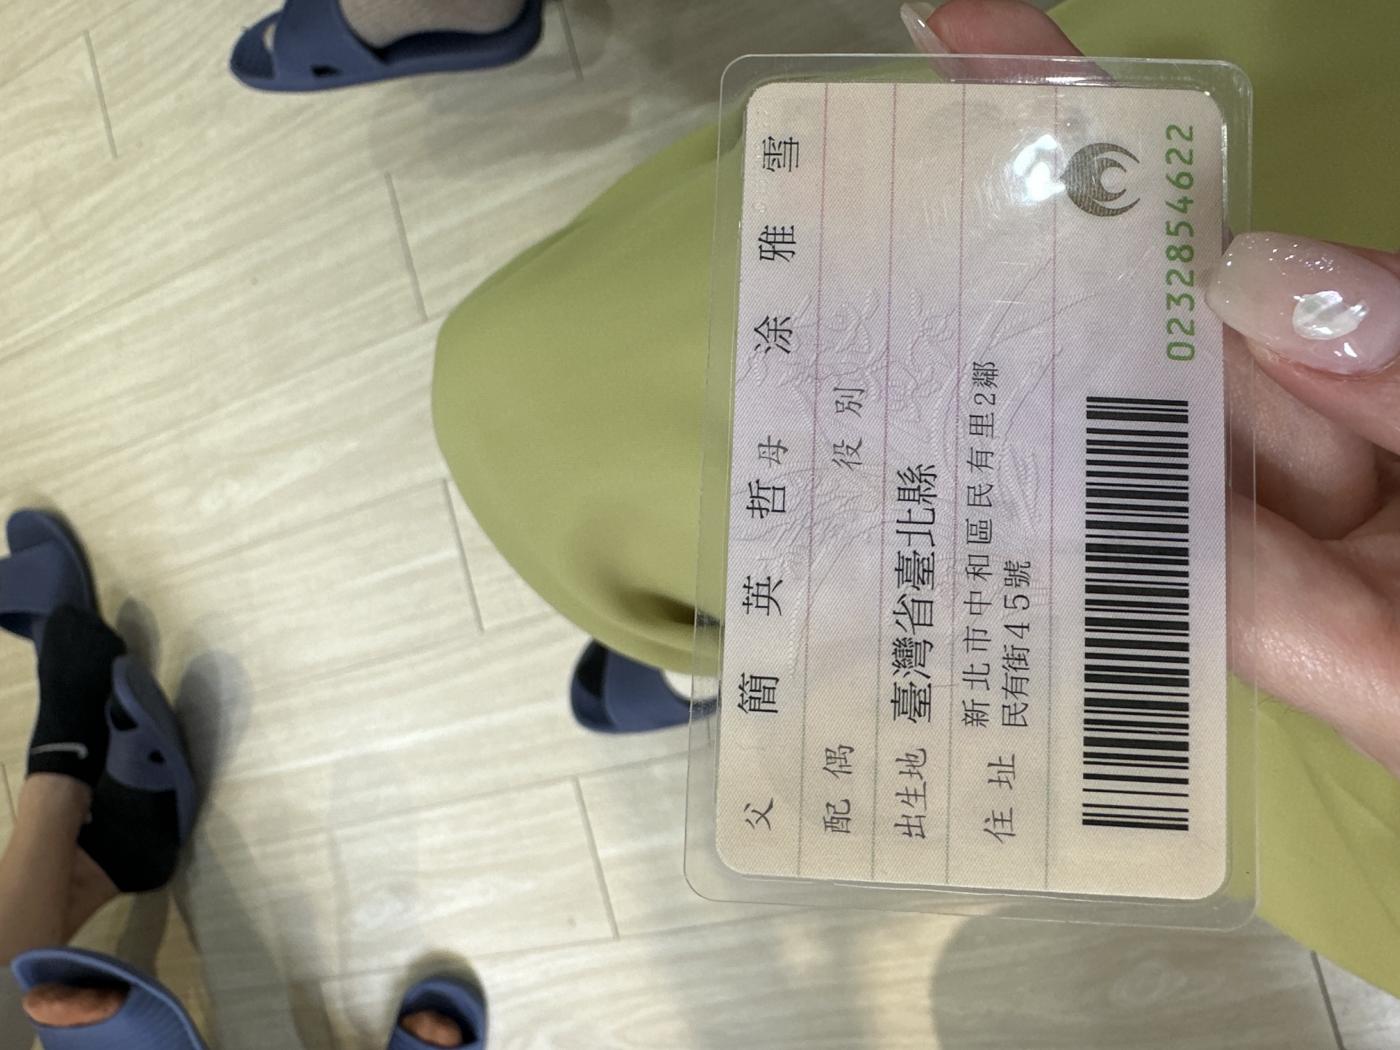 父 簡英哲 母 涂雅雪
配偶 役別
出生地 臺灣省臺北縣
住址 新北市中和區民有里2鄰
民有街45號
0232854622